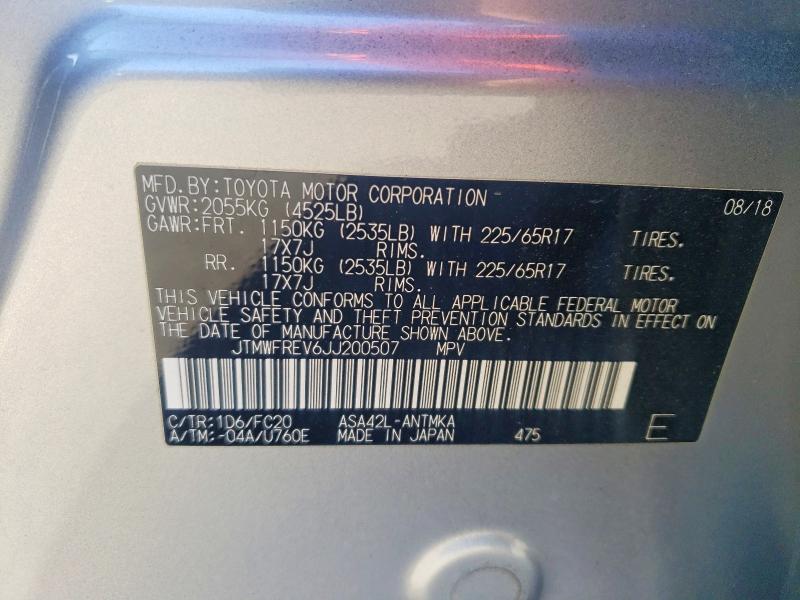 MFD.BY:TOYOTA MOTOR CORPORATION 08/18
GVWR:2055KG (4525LB)
GAWR:FRT. 1150KG (2535LB) WITH 225/65R17 TIRES.
17X7J RIMS.
RR. 1150KG (2535LB) WITH 225/65R17 TIRES.
17X7J RIMS.
THIS VEHICLE CONFORMS TO ALL APPLICABLE FEDERAL MOTOR
VEHICLE SAFETY AND THEFT PREVENTION STANDARDS IN EFFECT ON
THE DATE OF MANUFACTURE SHOWN ABOVE.
JTMWFREV6JJ200507 MPV
C/TR:1D6/FC20 ASA42L-ANTMKA
A/TM:-04A/U760E MADE IN JAPAN 475 E